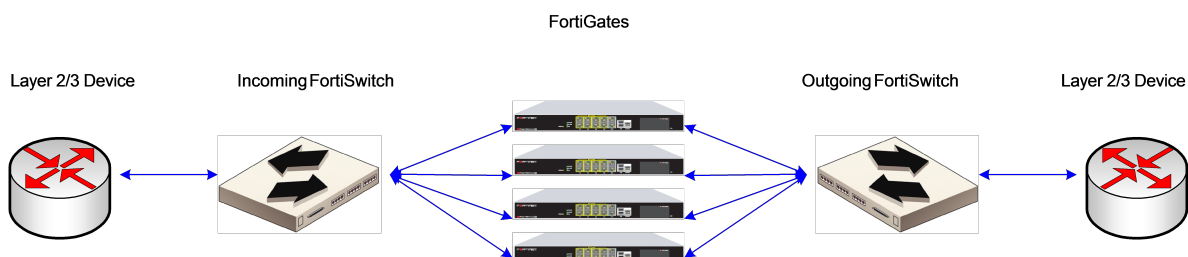 FortiGates
Layer 2/3 Device
Incoming FortiSwitch
Outgoing FortiSwitch
Layer 2/3 Device